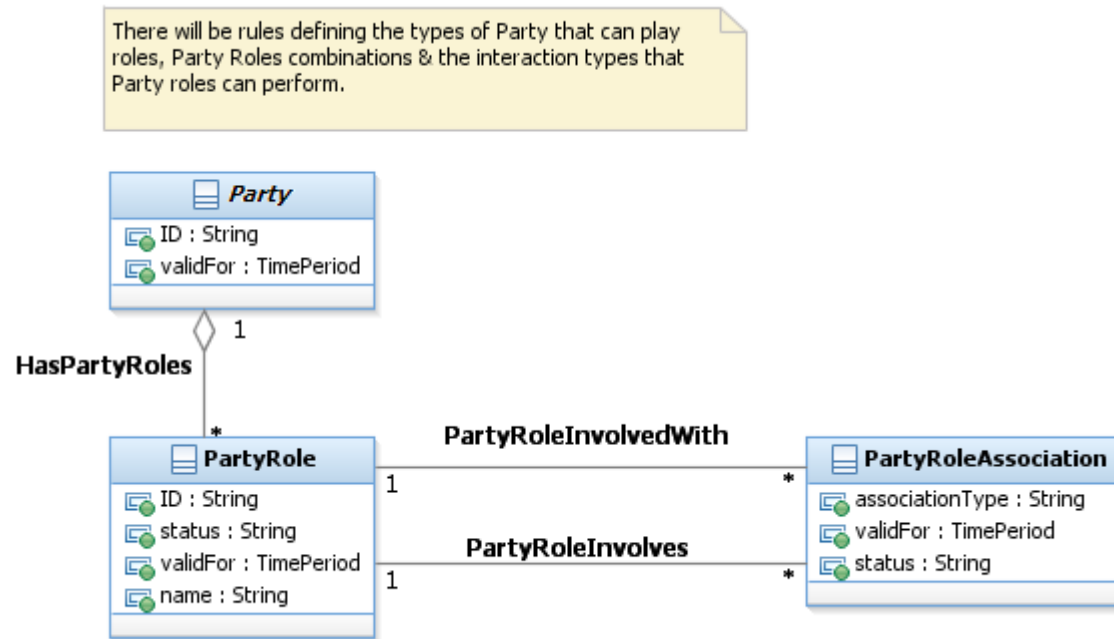 There will be rules defining the types of Party that can play
roles, Party Roles combinations & the interaction types that
Party roles can perform.
Party
ID : String
validFor : TimePeriod
1
HasPartyRoles
*
PartyRole
ID : String
status : String
validFor : TimePeriod
name : String
PartyRoleInvolvedWith
1
*
PartyRoleInvolves
1
*
PartyRoleAssociation
associationType : String
validFor : TimePeriod
status : String